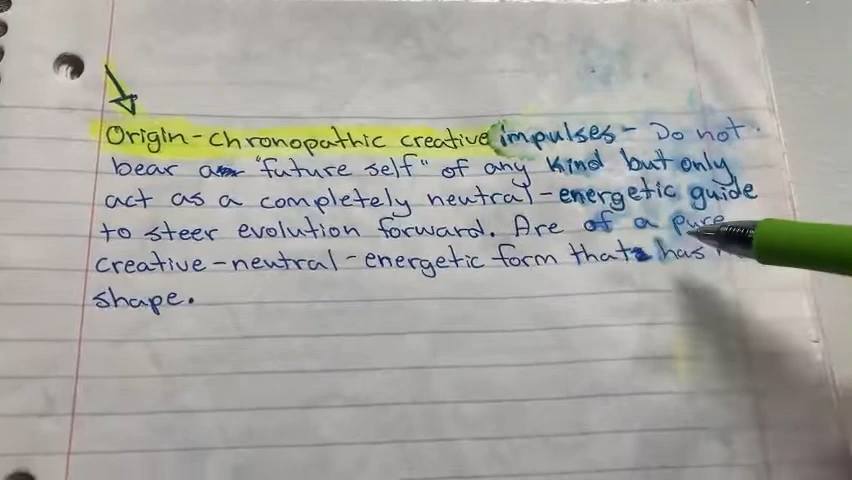 Origin-chronopathic creative impulses - Do not
bear a "future self" of any kind but only
act as a completely neutral-energetic guide
to steer evolution forward. Are of a pure
creative-neutral-energetic form that has
shape.